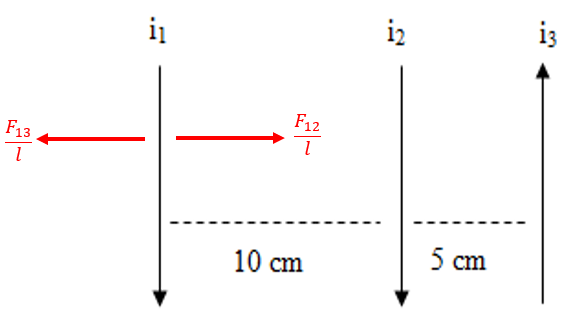 i₁ i₂ i₃
F₁₃/l F₁₂/l
10 cm 5 cm